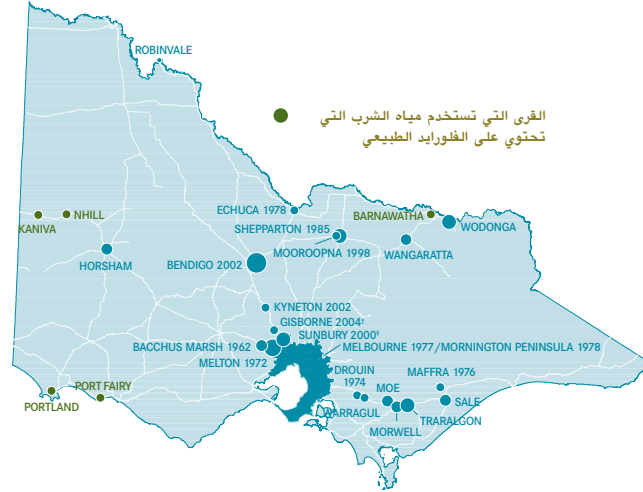 ROBINVALE
القرى التي تستخدم مياه الشرب التي
تحتوي على الفلورايد الطبيعي
ECHUCA 1978
BARNAWATHA
NHILL
KANIVA
SHEPPARTON 1985
WODONGA
MOOROOPNA 1998
WANGARATTA
HORSHAM
BENDIGO 2002
KYNETON 2002
GISBORNE 2004†
SUNBURY 2000‡
BACCHUS MARSH 1962
MELBOURNE 1977/MORNINGTON PENINSULA 1978
MELTON 1972
DROUIN
1974
MAFFRA 1976
PORT FAIRY
MOE
PORTLAND
WARRAGUL
SALE
TRARALGON
MORWELL